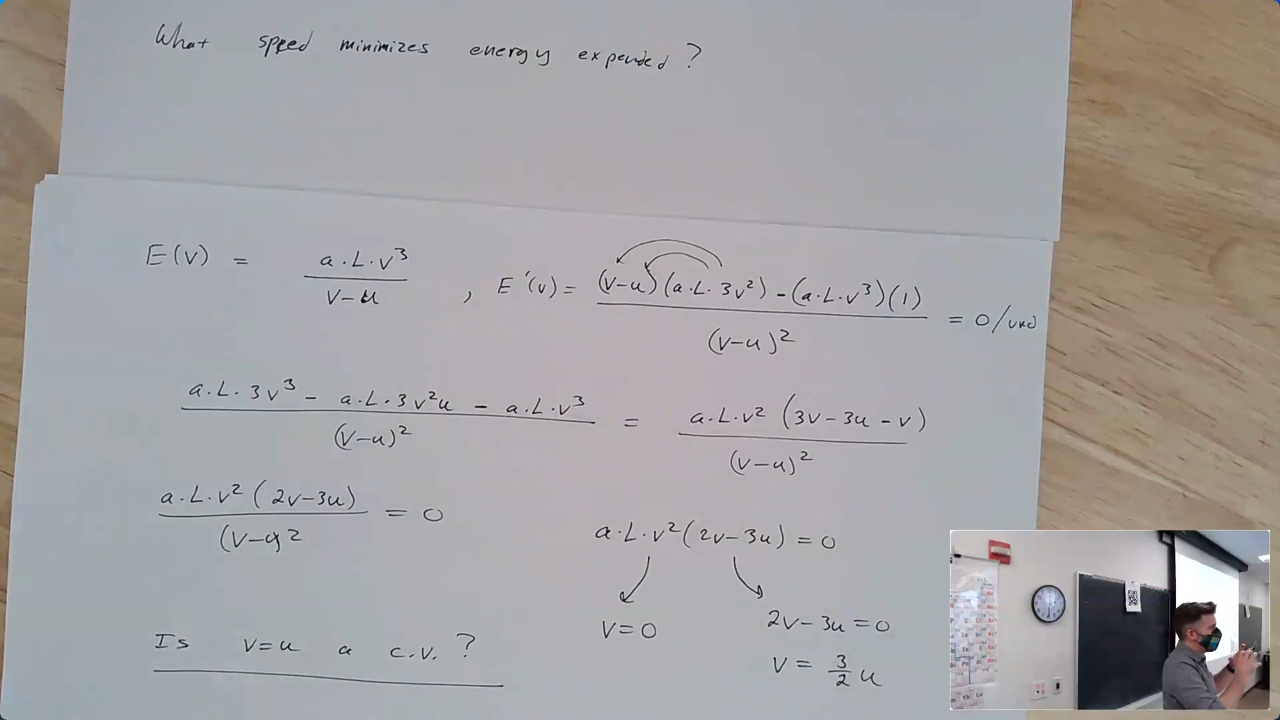 What speed minimizes energy expended?
E(v) = a·L·v³ / v-u , E'(v) = (v-u)(a·L·3v²) - (a·L·v³)(1) / (v-u)² = 0/und
a·L·3v³ - a·L·3v²u - a·L·v³ / (v-u)² = a·L·v² (3v-3u-v) / (v-u)²
a·L·v² (2v-3u) / (v-u)² = 0
a·L·v²(2v-3u) = 0
v=0
2v-3u=0
v = 3/2 u
Is v=u a c.v.?